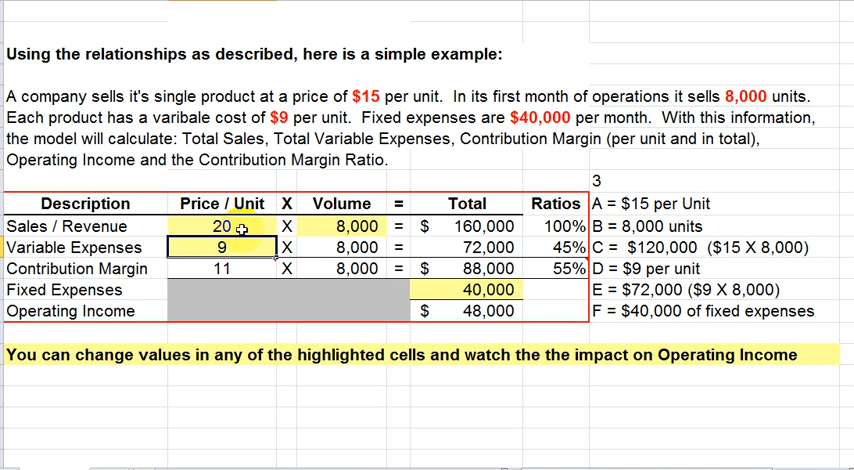 Using the relationships as described, here is a simple example:
A company sells it's single product at a price of $15 per unit. In its first month of operations it sells 8,000 units.
Each product has a varibale cost of $9 per unit. Fixed expenses are $40,000 per month. With this information,
the model will calculate: Total Sales, Total Variable Expenses, Contribution Margin (per unit and in total),
Operating Income and the Contribution Margin Ratio.
3
Description Price / Unit X Volume = Total Ratios A = $15 per Unit
Sales / Revenue 20 X 8,000 = $ 160,000 100% B = 8,000 units
Variable Expenses 9 X 8,000 = 72,000 45% C = $120,000 ($15 X 8,000)
Contribution Margin 11 X 8,000 = $ 88,000 55% D = $9 per unit
Fixed Expenses 40,000 E = $72,000 ($9 X 8,000)
Operating Income $ 48,000 F = $40,000 of fixed expenses
You can change values in any of the highlighted cells and watch the the impact on Operating Income